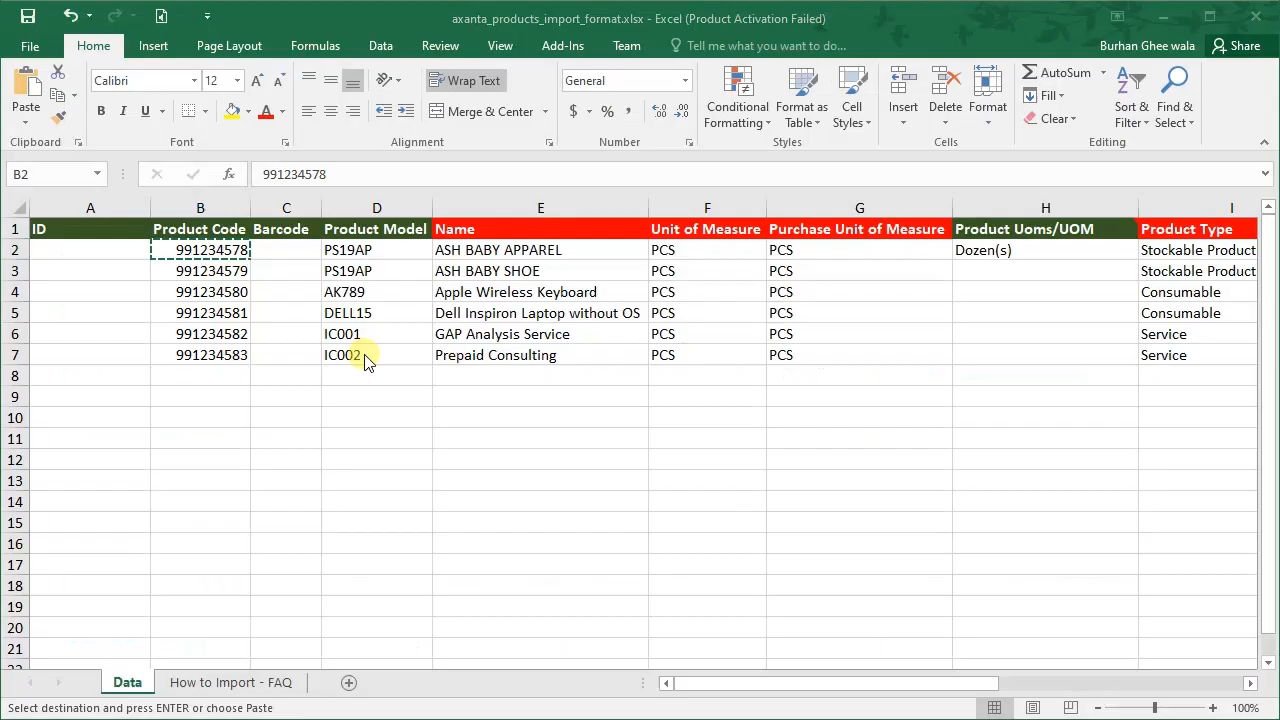 axanta_products_import_format.xlsx - Excel (Product Activation Failed)
File Home Insert Page Layout Formulas Data Review View Add-Ins Team Tell me what you want to do... Burhan Ghee wala Share
Paste
Calibri 12
Wrap Text
General
Conditional Formatting
Format as Table
Cell Styles
Insert
Delete
Format
AutoSum
Sort & Filter
Find & Select
B I U
Merge & Center
$ % ,
Fill
Clear
Clipboard Font Alignment Number Styles Cells Editing
B2 fx 991234578
A B C D E F G H I
1 ID Product Code Barcode Product Model Name Unit of Measure Purchase Unit of Measure Product Uoms/UOM Product Type
2 991234578 PS19AP ASH BABY APPAREL PCS PCS Dozen(s) Stockable Product
3 991234579 PS19AP ASH BABY SHOE PCS PCS Stockable Product
4 991234580 AK789 Apple Wireless Keyboard PCS PCS Consumable
5 991234581 DELL15 Dell Inspiron Laptop without OS PCS PCS Consumable
6 991234582 IC001 GAP Analysis Service PCS PCS Service
7 991234583 IC002 Prepaid Consulting PCS PCS Service
8
9
10
11
12
13
14
15
16
17
18
19
20
21
Data How to Import - FAQ
Select destination and press ENTER or choose Paste 100%